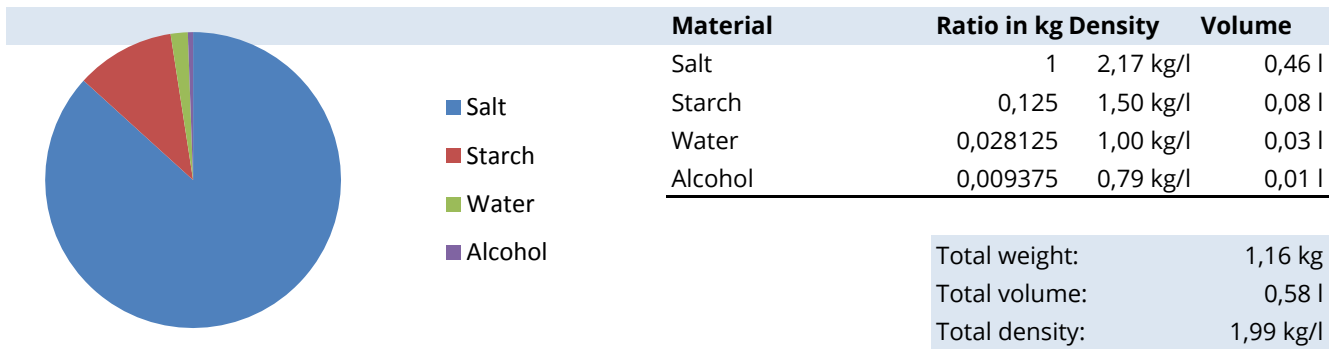 Material Ratio in kg Density Volume
Salt 1 2,17 kg/l 0,46 l
Starch 0,125 1,50 kg/l 0,08 l
Water 0,028125 1,00 kg/l 0,03 l
Alcohol 0,009375 0,79 kg/l 0,01 l
Salt
Starch
Water
Alcohol
Total weight: 1,16 kg
Total volume: 0,58 l
Total density: 1,99 kg/l